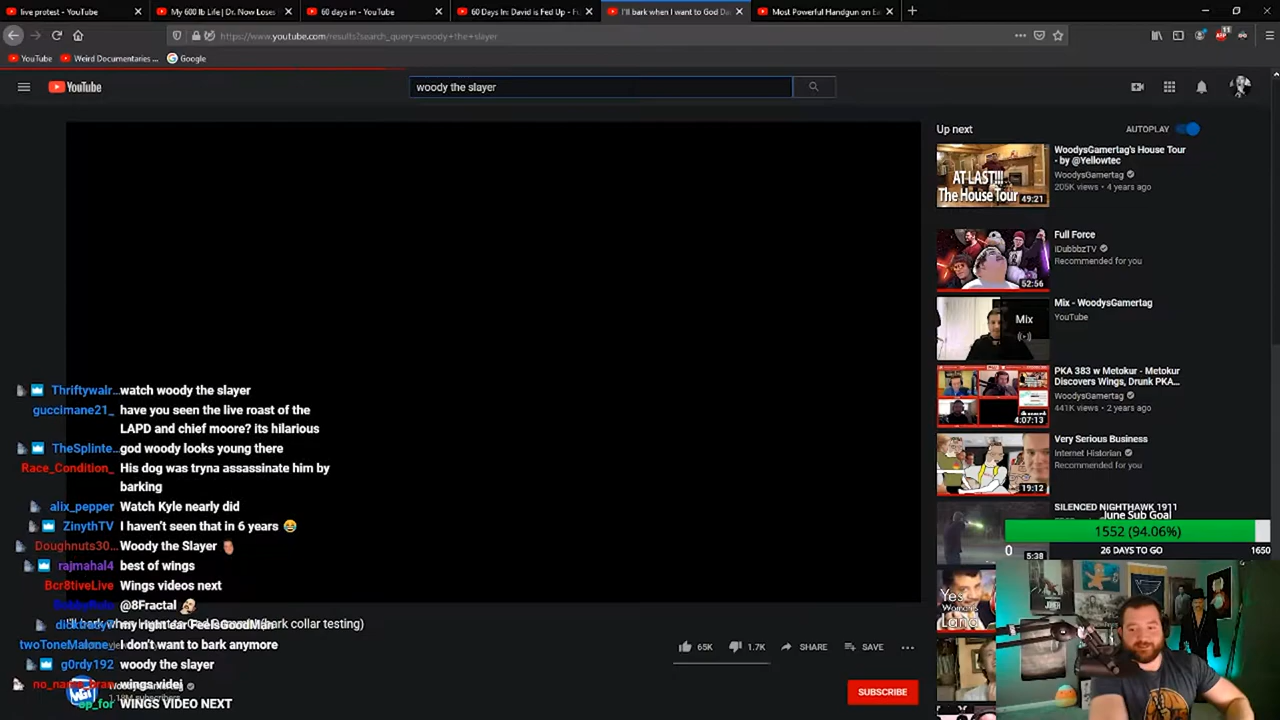 live protest - YouTube
My 600 lb Life | Dr. Now Loses
60 days in - YouTube
60 Days In: David is Fed Up - Fu
I'll bark when I want to God Da
Most Powerful Handgun on Ea
https://www.youtube.com/results?search_query=woody+the+slayer
YouTube
Weird Documentaries ...
Google
YouTube
woody the slayer
Up next
AUTOPLAY
AT LAST!!!
The House Tour
49:21
WoodysGamertag's House Tour
- by @Yellowtec
WoodysGamertag
205K views • 4 years ago
52:56
Full Force
iDubbbzTV
Recommended for you
Mix
Mix - WoodysGamertag
YouTube
4:07:13
PKA 383 w Metokur - Metokur
Discovers Wings, Drunk PKA...
WoodysGamertag
441K views • 2 years ago
19:12
Very Serious Business
Internet Historian
Recommended for you
5:38
SILENCED NIGHTHAWK 1911
June Sub Goal
1552 (94.06%)
0
26 DAYS TO GO
1650
Yes
Woman
Land
Thriftywalr... watch woody the slayer
guccimane21_ have you seen the live roast of the
LAPD and chief moore? its hilarious
TheSplinte... god woody looks young there
Race_Condition_ His dog was tryna assassinate him by
barking
alix_pepper Watch Kyle nearly did
ZinythTV I haven't seen that in 6 years 😂
Doughnuts30... Woody the Slayer
rajmahal4 best of wings
Bcr8tiveLive Wings videos next
@8Fractal
my right ear FeelsGoodMan
bark collar testing)
twoToneMalone I don't want to bark anymore
g0rdy192 woody the slayer
wings videj
WINGS VIDEO NEXT
65K
1.7K
SHARE
SAVE
SUBSCRIBE